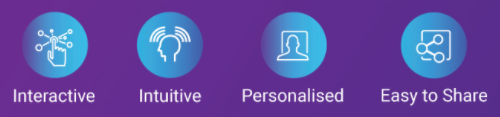 Interactive
Intuitive
Personalised
Easy to Share